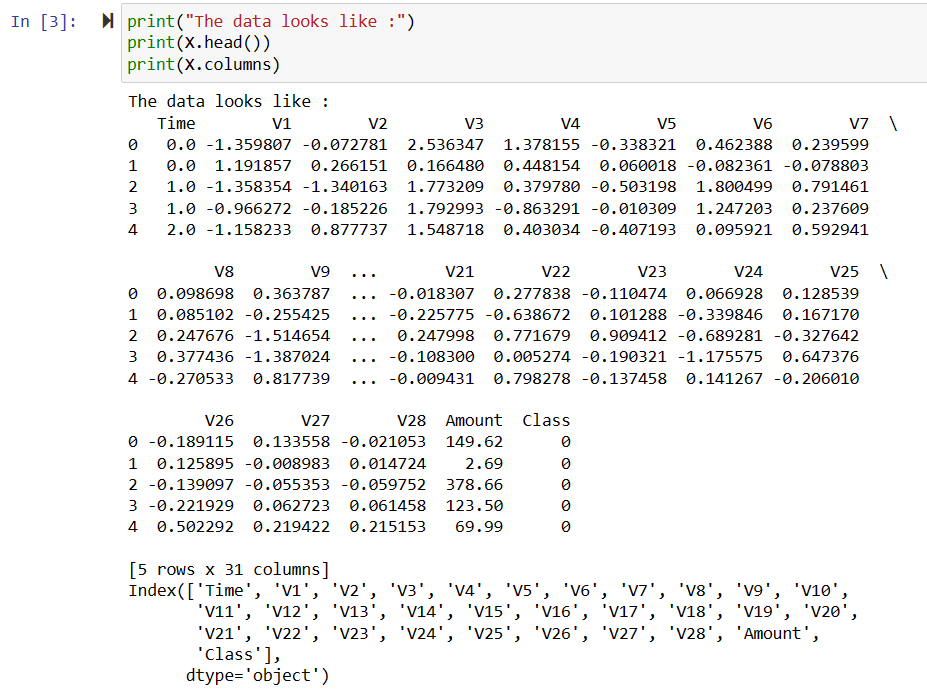 In [3]:
print("The data looks like :")
print(X.head())
print(X.columns)
The data looks like :
   Time        V1        V2        V3        V4        V5        V6        V7  \
0   0.0 -1.359807 -0.072781  2.536347  1.378155 -0.338321  0.462388  0.239599
1   0.0  1.191857  0.266151  0.166480  0.448154  0.060018 -0.082361 -0.078803
2   1.0 -1.358354 -1.340163  1.773209  0.379780 -0.503198  1.800499  0.791461
3   1.0 -0.966272 -0.185226  1.792993 -0.863291 -0.010309  1.247203  0.237609
4   2.0 -1.158233  0.877737  1.548718  0.403034 -0.407193  0.095921  0.592941
         V8        V9  ...       V21       V22       V23       V24       V25  \
0  0.098698  0.363787  ... -0.018307  0.277838 -0.110474  0.066928  0.128539
1  0.085102 -0.255425  ... -0.225775 -0.638672  0.101288 -0.339846  0.167170
2  0.247676 -1.514654  ...  0.247998  0.771679  0.909412 -0.689281 -0.327642
3  0.377436 -1.387024  ... -0.108300  0.005274 -0.190321 -1.175575  0.647376
4 -0.270533  0.817739  ... -0.009431  0.798278 -0.137458  0.141267 -0.206010
        V26       V27       V28  Amount  Class
0 -0.189115  0.133558 -0.021053  149.62      0
1  0.125895 -0.008983  0.014724    2.69      0
2 -0.139097 -0.055353 -0.059752  378.66      0
3 -0.221929  0.062723  0.061458  123.50      0
4  0.502292  0.219422  0.215153   69.99      0
[5 rows x 31 columns]
Index(['Time', 'V1', 'V2', 'V3', 'V4', 'V5', 'V6', 'V7', 'V8', 'V9', 'V10',
       'V11', 'V12', 'V13', 'V14', 'V15', 'V16', 'V17', 'V18', 'V19', 'V20',
       'V21', 'V22', 'V23', 'V24', 'V25', 'V26', 'V27', 'V28', 'Amount',
       'Class'],
      dtype='object')